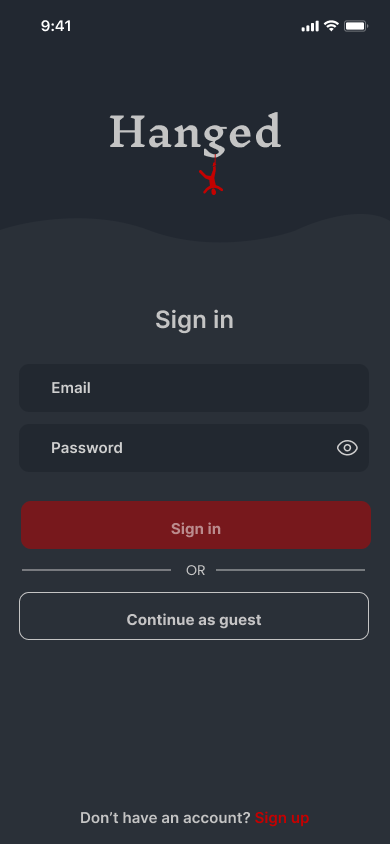 9:41
Hanged
Sign in
Email
Password
Sign in
OR
Continue as guest
Don’t have an account? Sign up